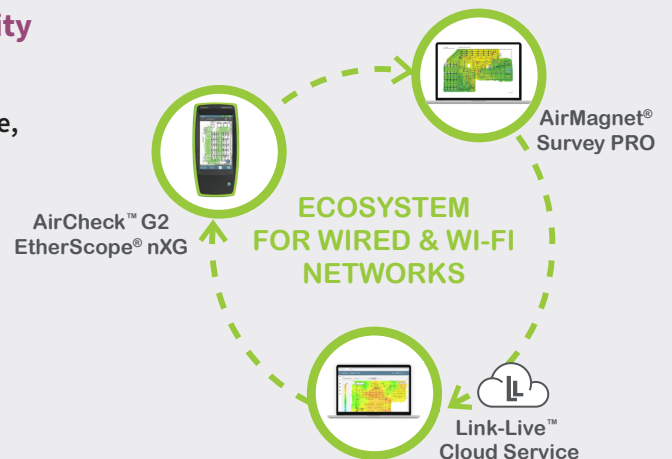 ity
e,
AirMagnet®
Survey PRO
AirCheck™ G2
EtherScope® nXG
ECOSYSTEM
FOR WIRED & WI-FI
NETWORKS
Link-Live™
Cloud Service